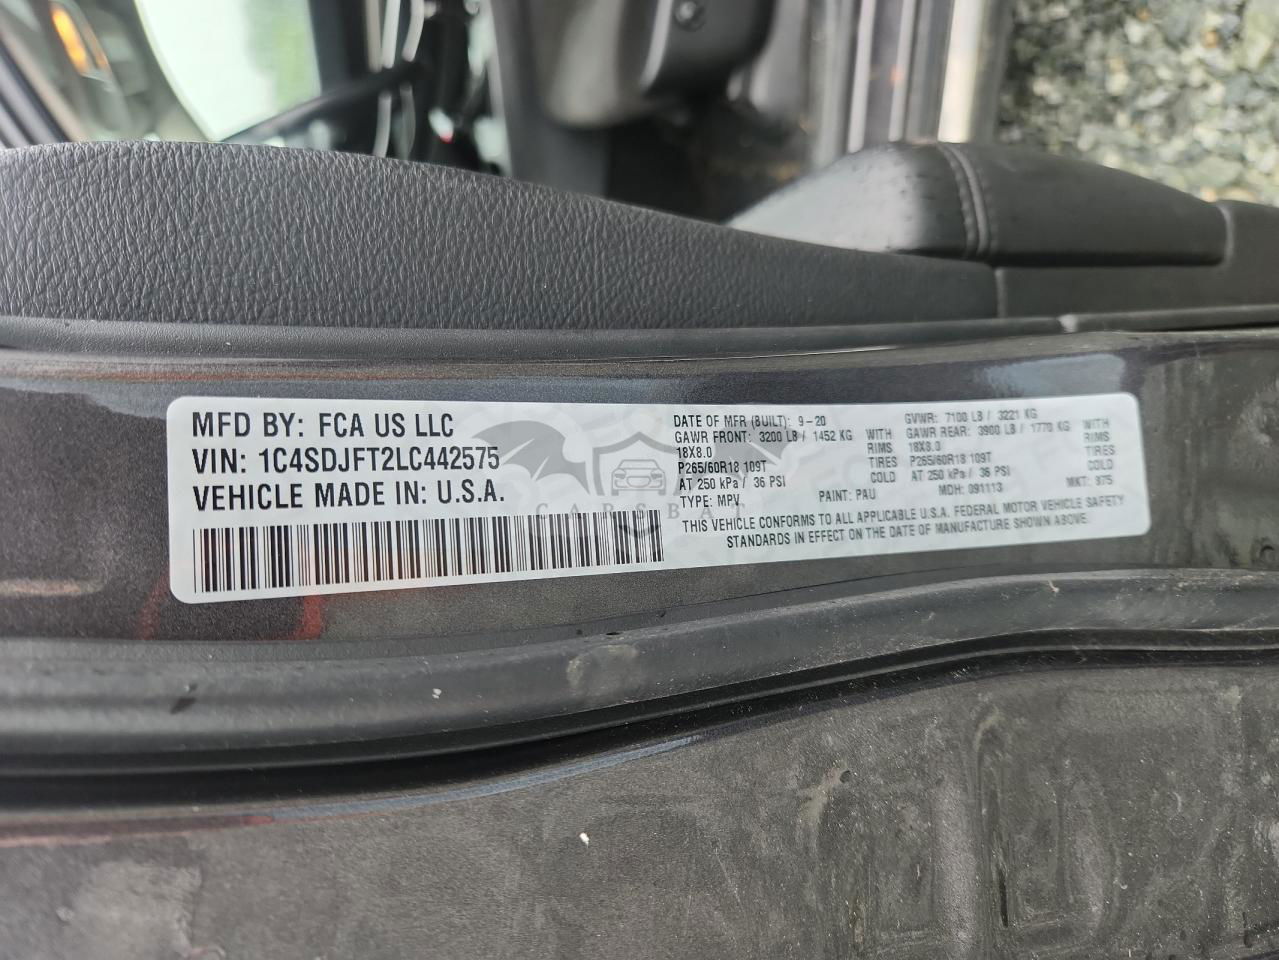 MFD BY: FCA US LLC
VIN: 1C4SDJFT2LC442575
VEHICLE MADE IN: U.S.A.
DATE OF MFR (BUILT): 9-20 GVWR: 7100 LB / 3221 KG
GAWR FRONT: 3200 LB / 1452 KG WITH GAWR REAR: 3900 LB / 1770 KG WITH
18X8.0 RIMS 18X8.0 RIMS
P265/60R18 109T TIRES P265/60R18 109T TIRES
AT 250 kPa / 36 PSI COLD AT 250 kPa / 36 PSI COLD
TYPE: MPV PAINT: PAU MDH: 091113 MKT: 975
THIS VEHICLE CONFORMS TO ALL APPLICABLE U.S.A. FEDERAL MOTOR VEHICLE SAFETY
STANDARDS IN EFFECT ON THE DATE OF MANUFACTURE SHOWN ABOVE.
CARSBAT